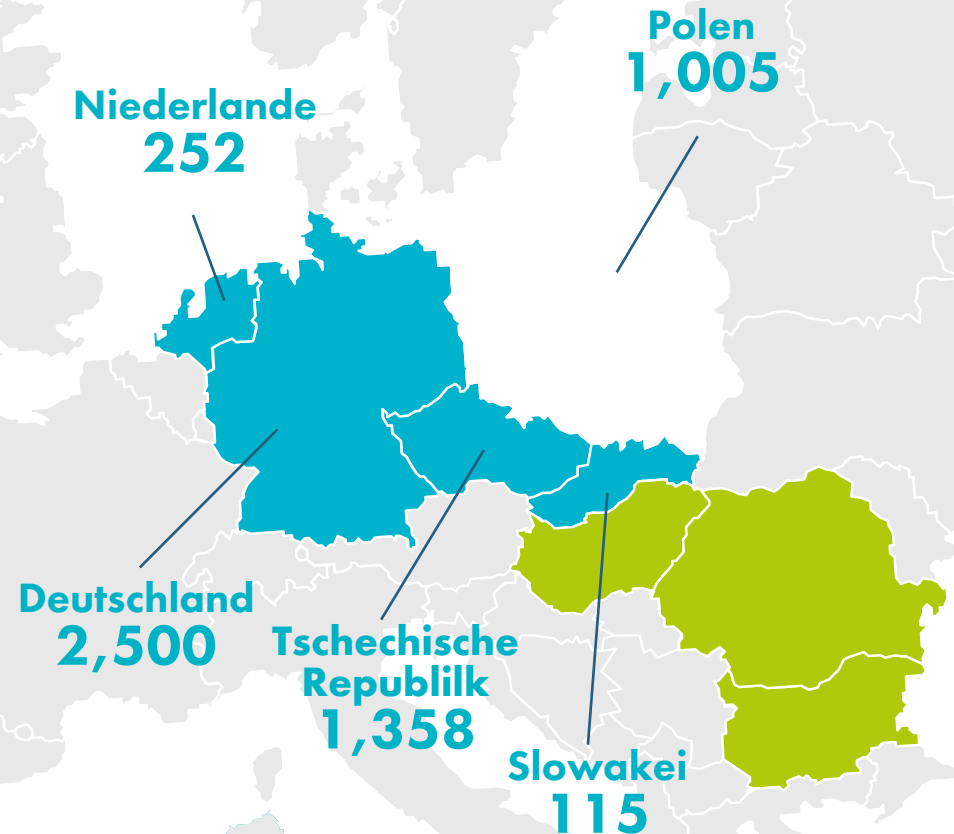 Polen
1,005
Niederlande
252
Deutschland
2,500
Tschechische
Republilk
1,358
Slowakei
115